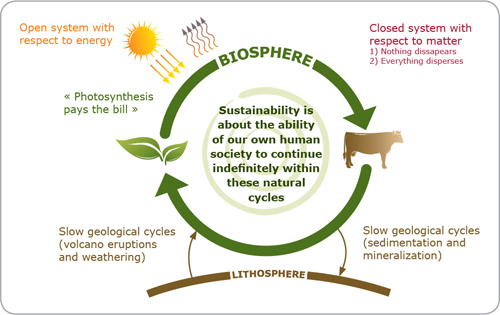 Open system with
respect to energy
BIOSPHERE
Closed system with
respect to matter
1) Nothing dissapears
2) Everything disperses
« Photosynthesis
pays the bill »
Sustainability is
about the ability
of our own human
society to continue
indefinitely within
these natural
cycles
Slow geological cycles
(volcano eruptions
and weathering)
Slow geological cycles
(sedimentation and
mineralization)
LITHOSPHERE